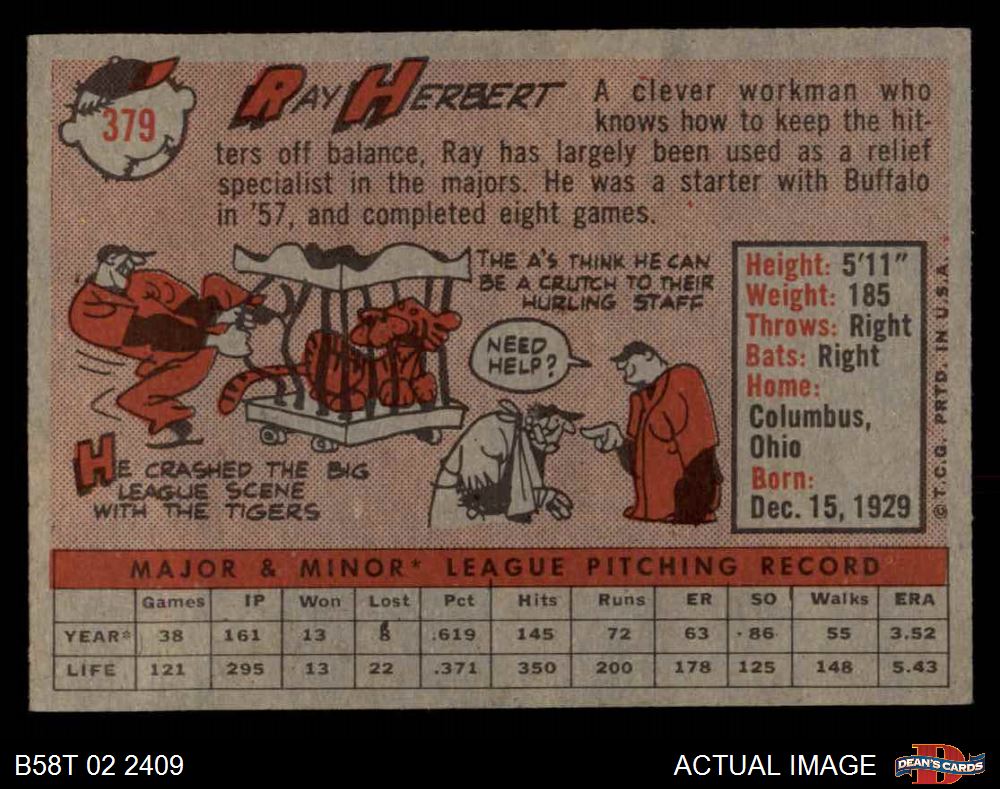 379
RAY HERBERT
A clever workman who
knows how to keep the hit-
ters off balance, Ray has largely been used as a relief
specialist in the majors. He was a starter with Buffalo
in '57, and completed eight games.
THE A'S THINK HE CAN
BE A CRUTCH TO THEIR
HURLING STAFF
NEED
HELP?
HE CRASHED THE BIG
LEAGUE SCENE
WITH THE TIGERS
Height: 5'11"
Weight: 185
Throws: Right
Bats: Right
Home:
Columbus,
Ohio
Born:
Dec. 15, 1929
© T.C.G. PRTD. IN U.S.A.
MAJOR & MINOR* LEAGUE PITCHING RECORD
Games IP Won Lost Pct Hits Runs ER SO Walks ERA
YEAR* 38 161 13 8 .619 145 72 63 86 55 3.52
LIFE 121 295 13 22 .371 350 200 178 125 148 5.43
B58T 02 2409
ACTUAL IMAGE
D
DEAN'S CARDS